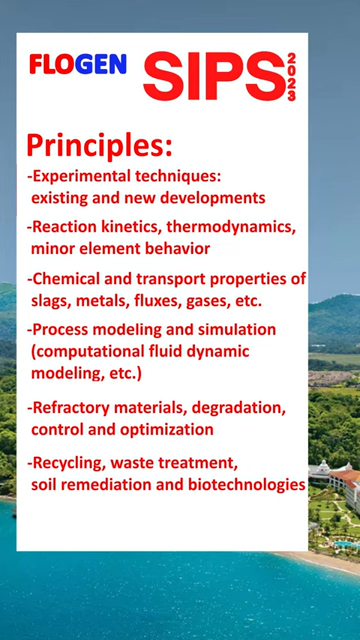 FLOGEN SIPS 2023
Principles:
-Experimental techniques:
existing and new developments
-Reaction kinetics, thermodynamics,
minor element behavior
-Chemical and transport properties of
slags, metals, fluxes, gases, etc.
-Process modeling and simulation
(computational fluid dynamic
modeling, etc.)
-Refractory materials, degradation,
control and optimization
-Recycling, waste treatment,
soil remediation and biotechnologies